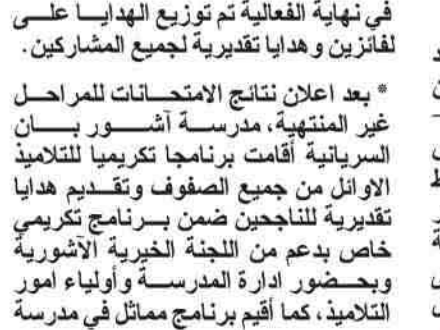 في نهاية الفعالية تم توزيع الهدايا على
لفائزين وهدايا تقديرية لجميع المشاركين.
* بعد اعلان نتائج الامتحانات للمراحل
غير المنتهية، مدرسة آشور بان
السريانية أقامت برنامجا تكريميا للتلاميذ
الاوائل من جميع الصفوف وتقديم هدايا
تقديرية للناجحين ضمن برنامج تكريمي
خاص بدعم من اللجنة الخيرية الآشورية
وبحضور ادارة المدرسة وأولياء امور
التلاميذ، كما أقيم برنامج مماثل في مدرسة